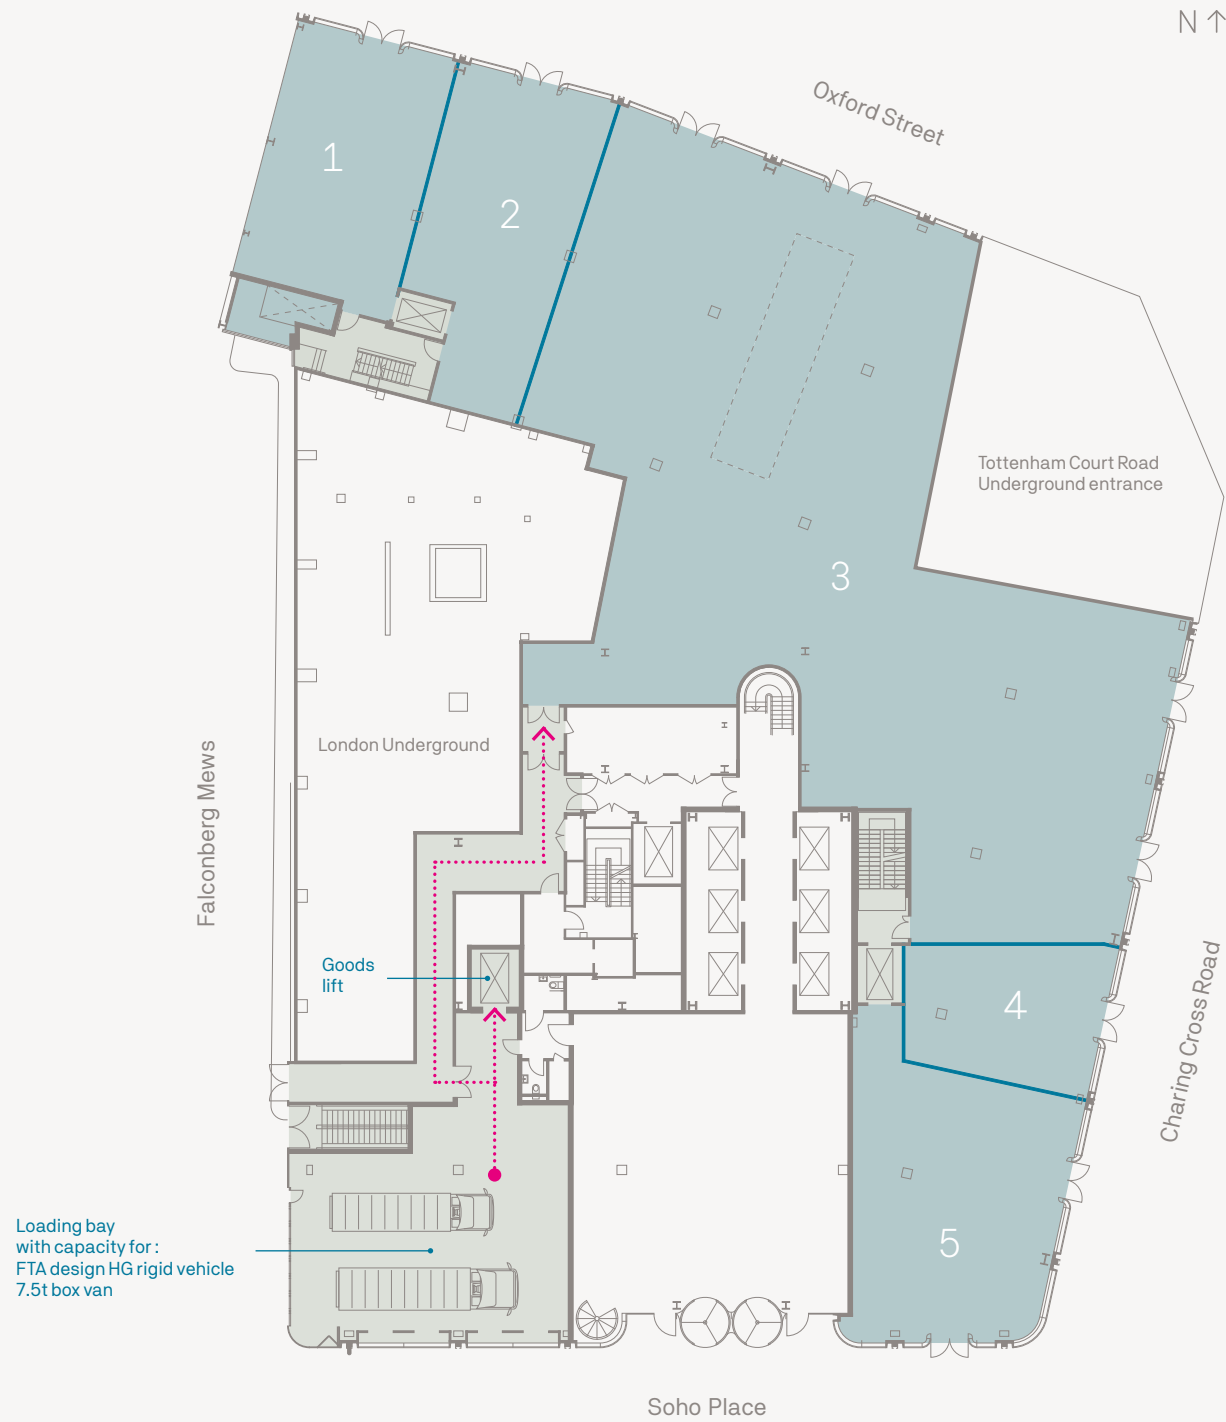 N ↑
Oxford Street
1
2
Tottenham Court Road
Underground entrance
3
London Underground
Falconberg Mews
Goods
lift
4
Charing Cross Road
Loading bay
with capacity for :
FTA design HG rigid vehicle
7.5t box van
5
Soho Place